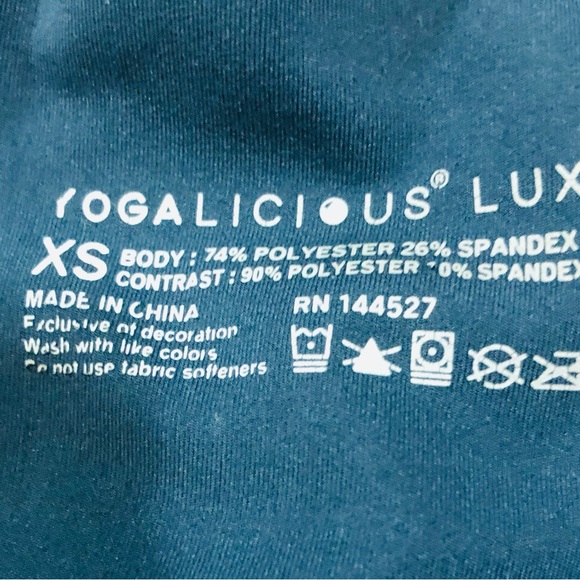 YOGALICIOUS® LUX
XS
BODY : 74% POLYESTER 26% SPANDEX
CONTRAST : 90% POLYESTER 10% SPANDEX
MADE IN CHINA
RN 144527
Exclusive of decoration
Wash with like colors
Do not use fabric softeners